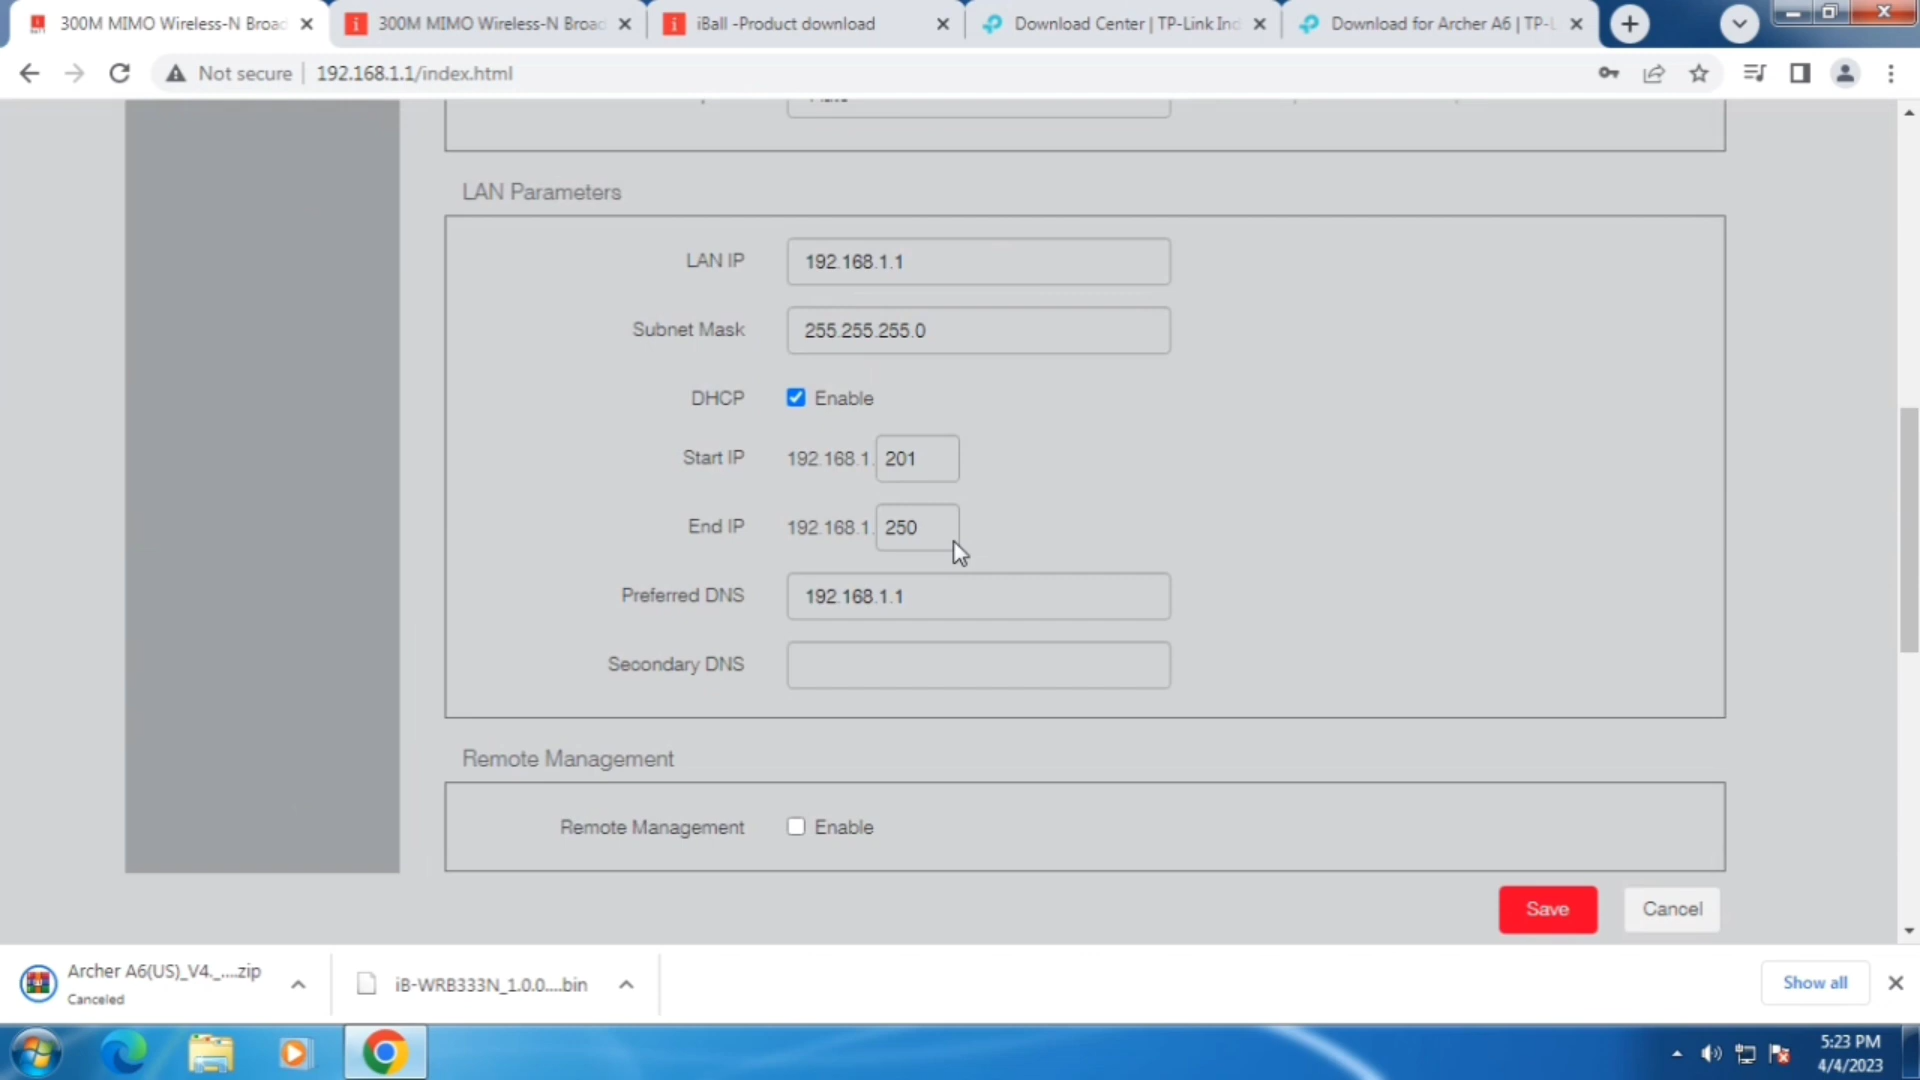 300M MIMO Wireless-N Broac
300M MIMO Wireless-N Broac
iBall -Product download
Download Center | TP-Link Inc
Download for Archer A6 | TP-L
Not secure
192.168.1.1/index.html
LAN Parameters
LAN IP 192.168.1.1
Subnet Mask 255.255.255.0
DHCP Enable
Start IP 192.168.1. 201
End IP 192.168.1. 250
Preferred DNS 192.168.1.1
Secondary DNS
Remote Management
Remote Management Enable
Save Cancel
Archer A6(US)_V4._....zip
Canceled
iB-WRB333N_1.0.0....bin
Show all
5:23 PM
4/4/2023